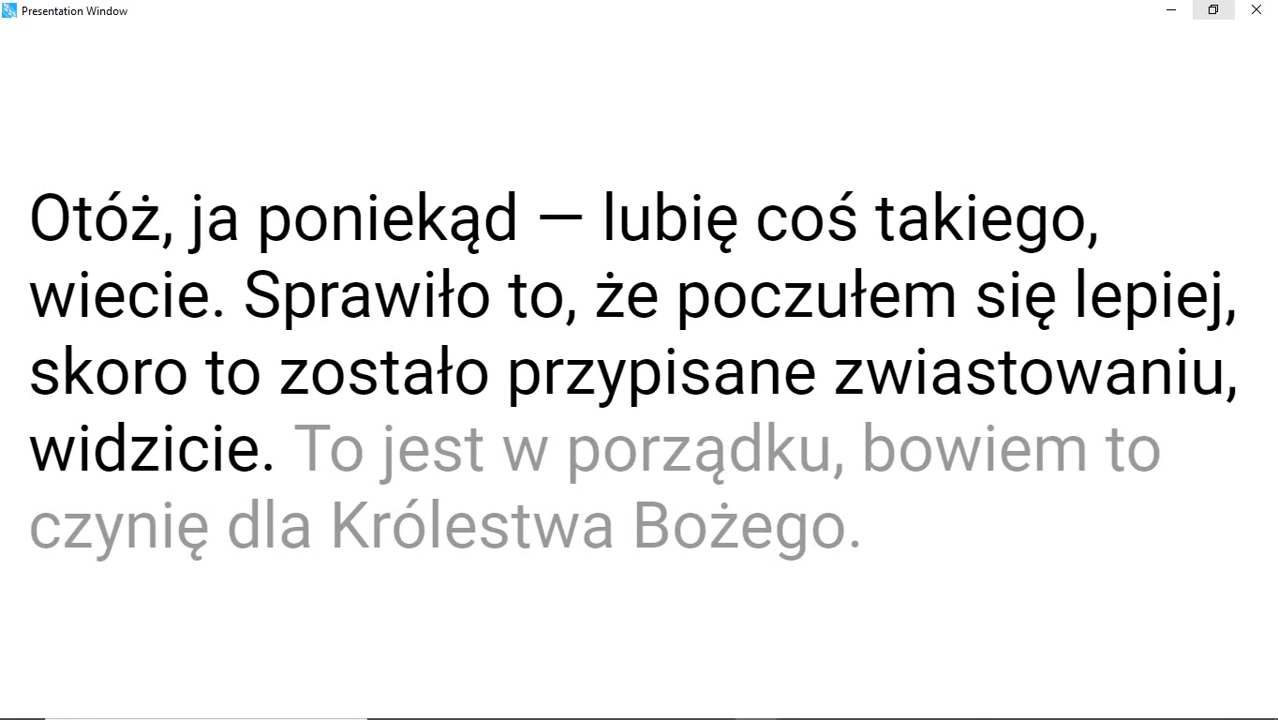 Presentation Window
Otóż, ja poniekąd — lubię coś takiego,
wiecie. Sprawiło to, że poczułem się lepiej,
skoro to zostało przypisane zwiastowaniu,
widzicie. To jest w porządku, bowiem to
czynię dla Królestwa Bożego.